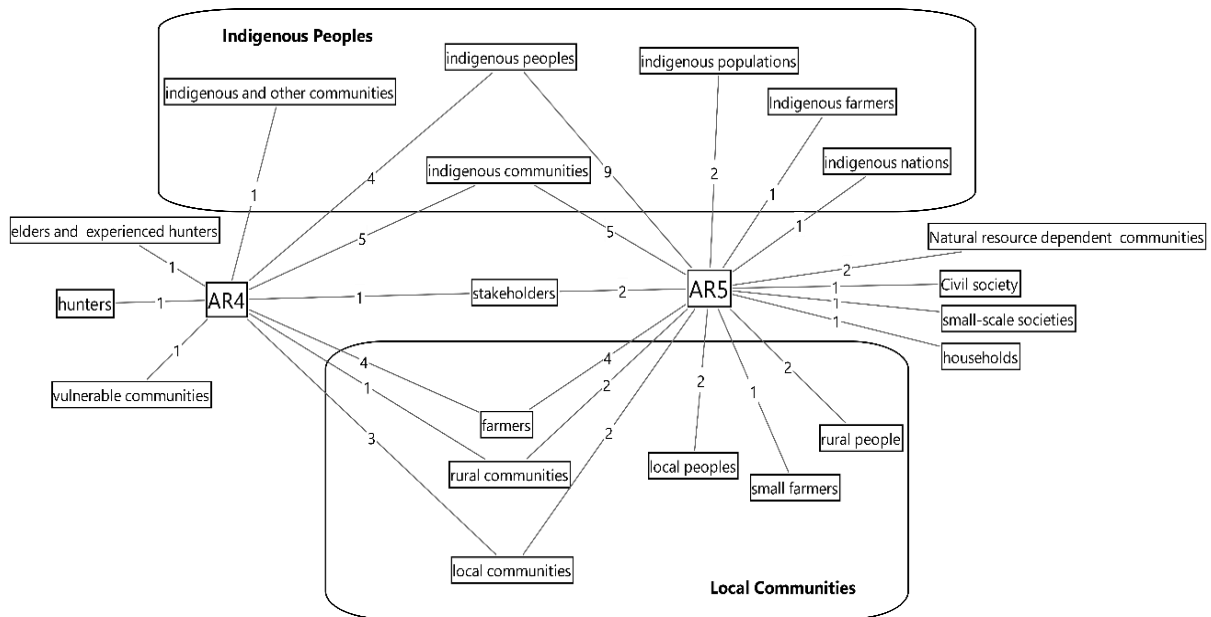 Indigenous Peoples
indigenous peoples
indigenous populations
indigenous and other communities
Indigenous farmers
indigenous communities
indigenous nations
4
9
2
1
1
5
5
1
elders and  experienced hunters
Natural resource dependent  communities
1
2
hunters
1
AR4
1
stakeholders
2
AR5
1
Civil society
1
small-scale societies
1
households
1
vulnerable communities
4
4
1
2
2
1
2
3
2
farmers
rural people
rural communities
local peoples
small farmers
local communities
Local Communities